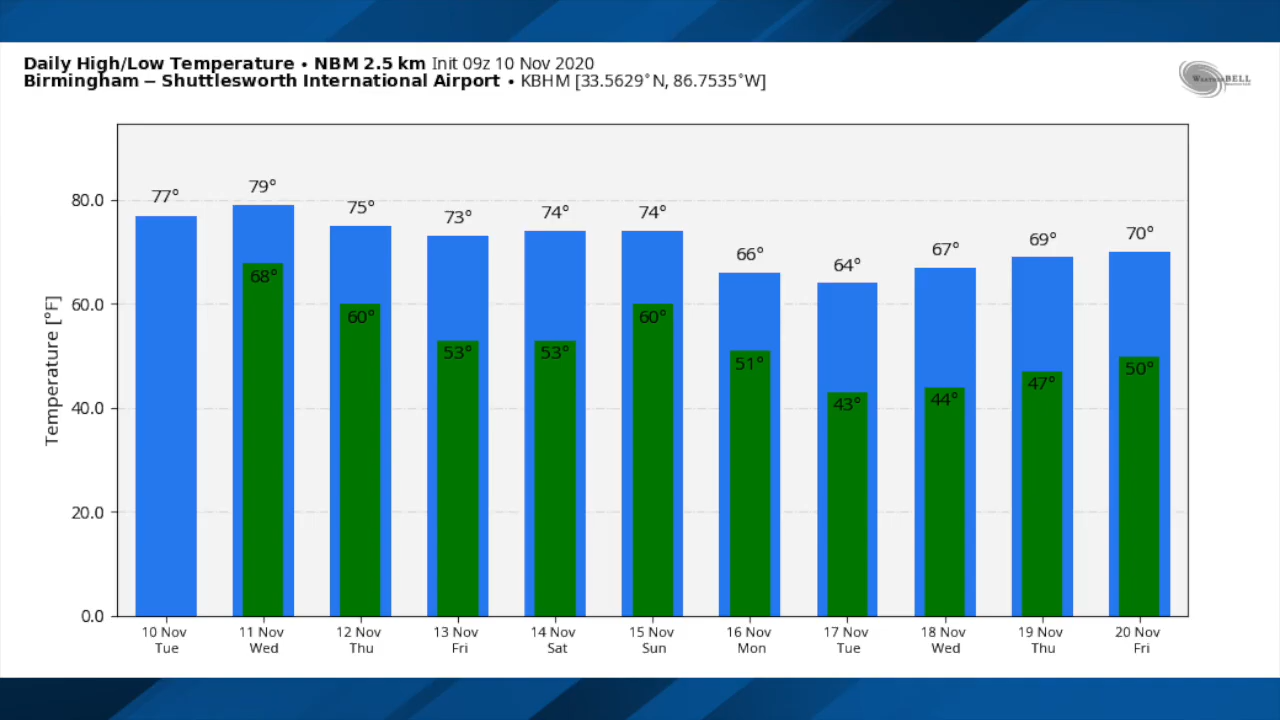 Daily High/Low Temperature • NBM 2.5 km Init 09z 10 Nov 2020
Birmingham – Shuttlesworth International Airport • KBHM [33.5629°N, 86.7535°W]
WeatherBELL
Temperature [°F]
80.0
60.0
40.0
20.0
0.0
77° 79° 75° 73° 74° 74° 66° 64° 67° 69° 70°
68° 60° 53° 53° 60° 51° 43° 44° 47° 50°
10 Nov 11 Nov 12 Nov 13 Nov 14 Nov 15 Nov 16 Nov 17 Nov 18 Nov 19 Nov 20 Nov
Tue Wed Thu Fri Sat Sun Mon Tue Wed Thu Fri